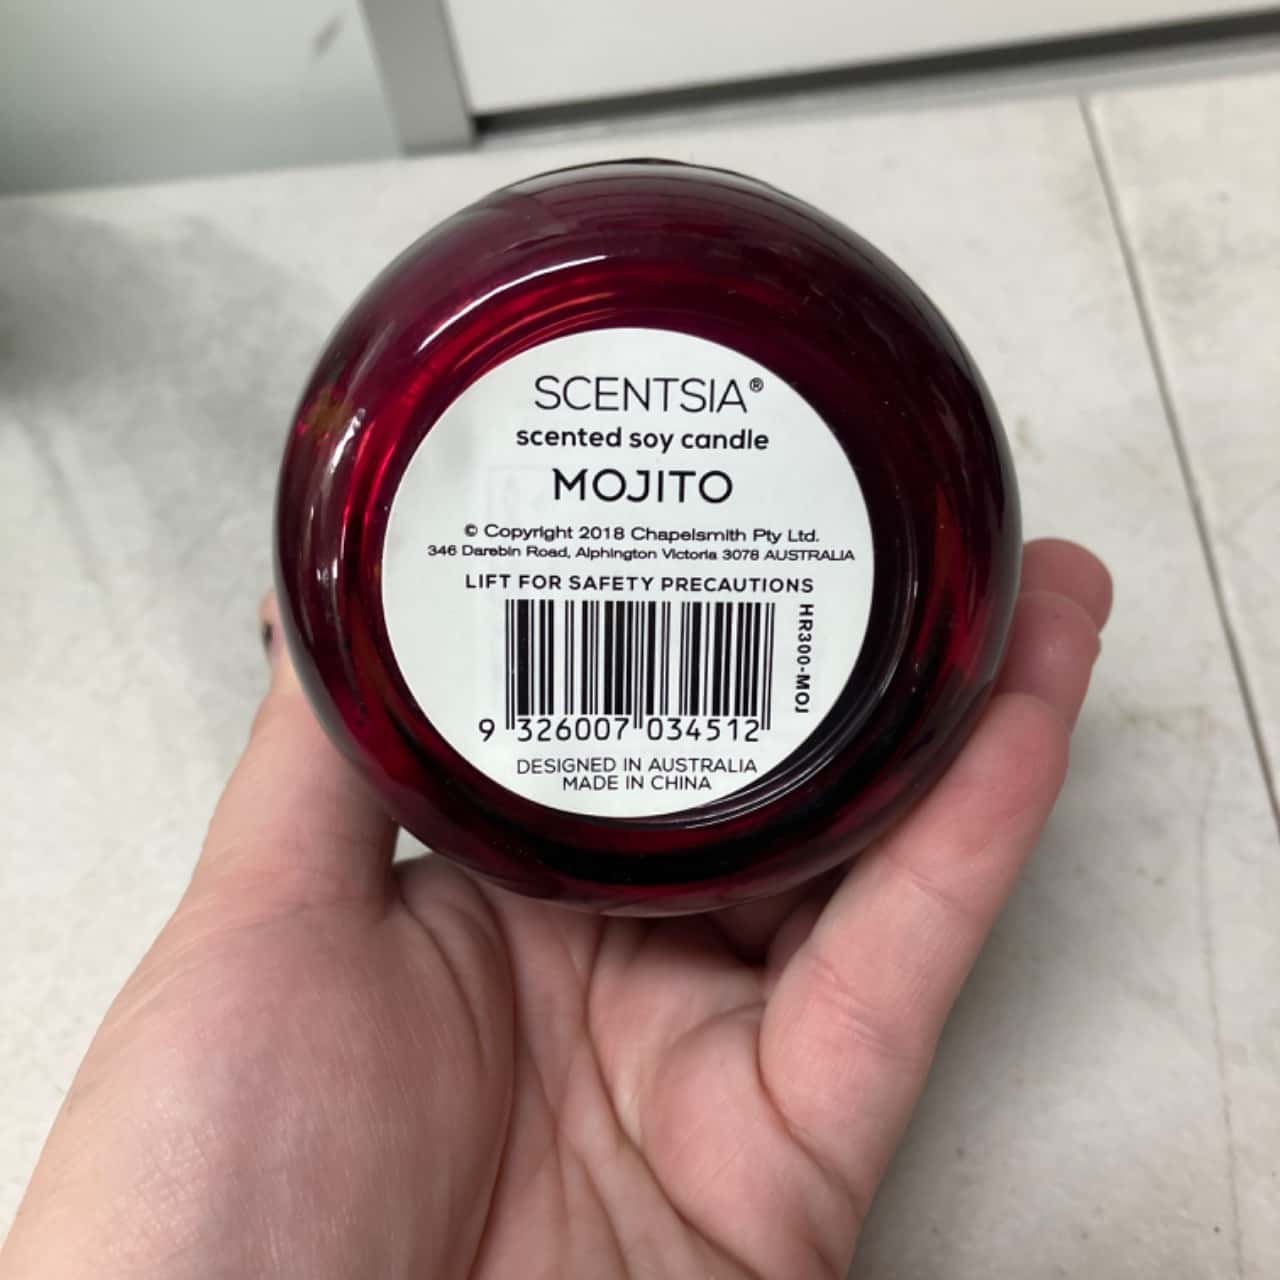 SCENTSIA®
scented soy candle
MOJITO
© Copyright 2018 Chapelsmith Pty Ltd.
346 Darebin Road, Alphington Victoria 3078 AUSTRALIA
LIFT FOR SAFETY PRECAUTIONS
HR300-MOJ
9 326007 034512
DESIGNED IN AUSTRALIA
MADE IN CHINA